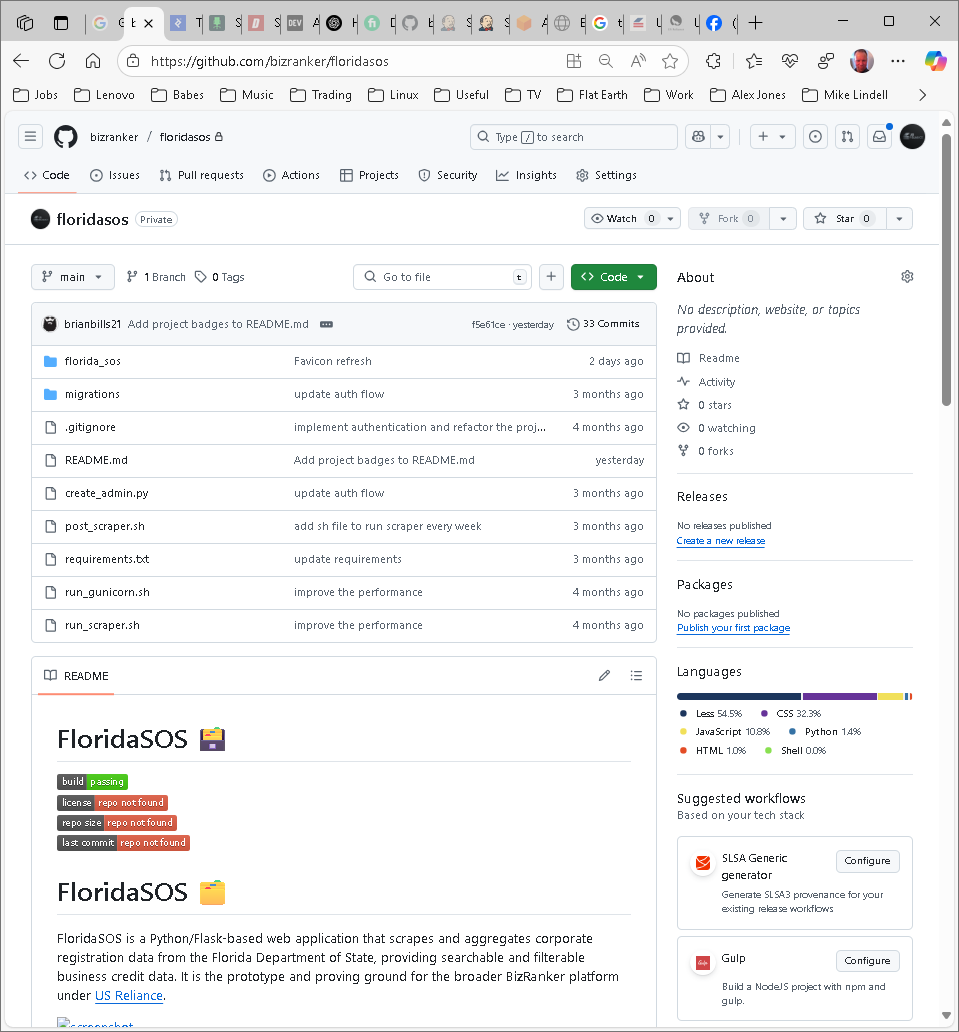 https://github.com/bizranker/floridasos
Jobs Lenovo Babes Music Trading Linux Useful TV Flat Earth Work Alex Jones Mike Lindell
bizranker / floridasos
Type / to search
Code Issues Pull requests Actions Projects Security Insights Settings
floridasos Private
Watch 0 Fork 0 Star 0
main 1 Branch 0 Tags
Go to file t
Code
brianbills21 Add project badges to README.md f5e61ce · yesterday 33 Commits
florida_sos Favicon refresh 2 days ago
migrations update auth flow 3 months ago
.gitignore implement authentication and refactor the proj... 4 months ago
README.md Add project badges to README.md yesterday
create_admin.py update auth flow 3 months ago
post_scraper.sh add sh file to run scraper every week 3 months ago
requirements.txt update requirements 3 months ago
run_gunicorn.sh improve the performance 4 months ago
run_scraper.sh improve the performance 4 months ago
README
FloridaSOS
build passing
license repo not found
repo size repo not found
last commit repo not found
FloridaSOS
FloridaSOS is a Python/Flask-based web application that scrapes and aggregates corporate
registration data from the Florida Department of State, providing searchable and filterable
business credit data. It is the prototype and proving ground for the broader BizRanker platform
under US Reliance.
screenshot
About
No description, website, or topics
provided.
Readme
Activity
0 stars
0 watching
0 forks
Releases
No releases published
Create a new release
Packages
No packages published
Publish your first package
Languages
Less 54.5% CSS 32.3%
JavaScript 10.8% Python 1.4%
HTML 1.0% Shell 0.0%
Suggested workflows
Based on your tech stack
SLSA Generic
generator
Configure
Generate SLSA3 provenance for your
existing release workflows
Gulp
Configure
Build a NodeJS project with npm and
gulp.